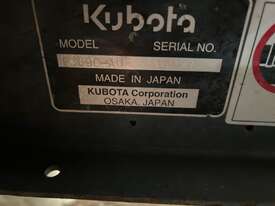 Kubota
MODEL SERIAL NO.
MADE IN JAPAN
KUBOTA Corporation
OSAKA, JAPAN